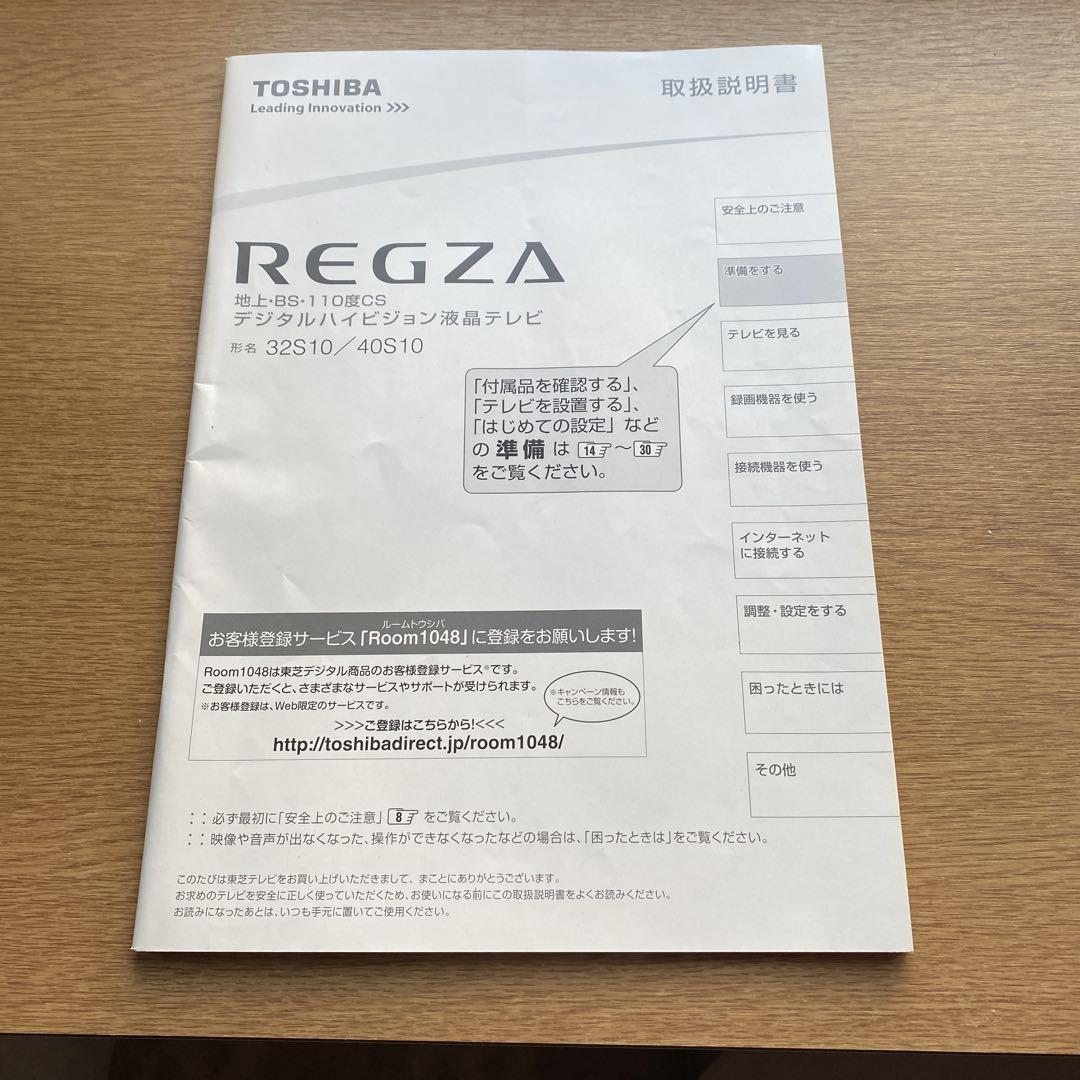 TOSHIBA
Leading Innovation >>>
取扱説明書
REGZA
地上・BS・110度CS
デジタルハイビジョン液晶テレビ
形名 32S10／40S10
安全上のご注意
準備をする
テレビを見る
録画機器を使う
接続機器を使う
インターネット
に接続する
調整・設定をする
困ったときには
その他
「付属品を確認する」、
「テレビを設置する」、
「はじめての設定」など
の 準備 は 14 ～ 30
をご覧ください。
ルームトウシバ
お客様登録サービス「Room1048」に登録をお願いします!
Room1048は東芝デジタル商品のお客様登録サービス※です。
ご登録いただくと、さまざまなサービスやサポートが受けられます。
※お客様登録は、Web限定のサービスです。
※キャンペーン情報も
こちらをご覧ください。
>>>ご登録はこちらから!<<<
http://toshibadirect.jp/room1048/
：：必ず最初に「安全上のご注意」 8 をご覧ください。
：：映像や音声が出なくなった、操作ができなくなったなどの場合は、「困ったときは」をご覧ください。
このたびは東芝テレビをお買い上げいただきまして、まことにありがとうございます。
お求めのテレビを安全に正しく使っていただくため、お使いになる前にこの取扱説明書をよくお読みください。
お読みになったあとは、いつも手元に置いてご使用ください。